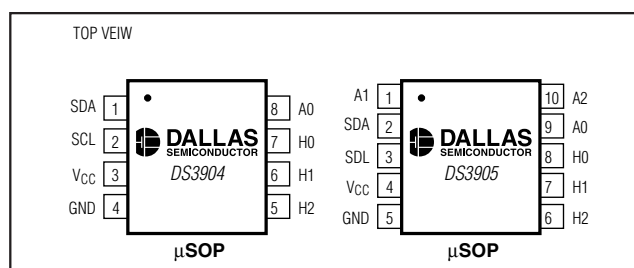 TOP VEIW
SDA 1
SCL 2
VCC 3
GND 4
8 A0
7 H0
6 H1
5 H2
DALLAS
SEMICONDUCTOR
DS3904
µSOP
A1 1
SDA 2
SDL 3
VCC 4
GND 5
10 A2
9 A0
8 H0
7 H1
6 H2
DALLAS
SEMICONDUCTOR
DS3905
µSOP